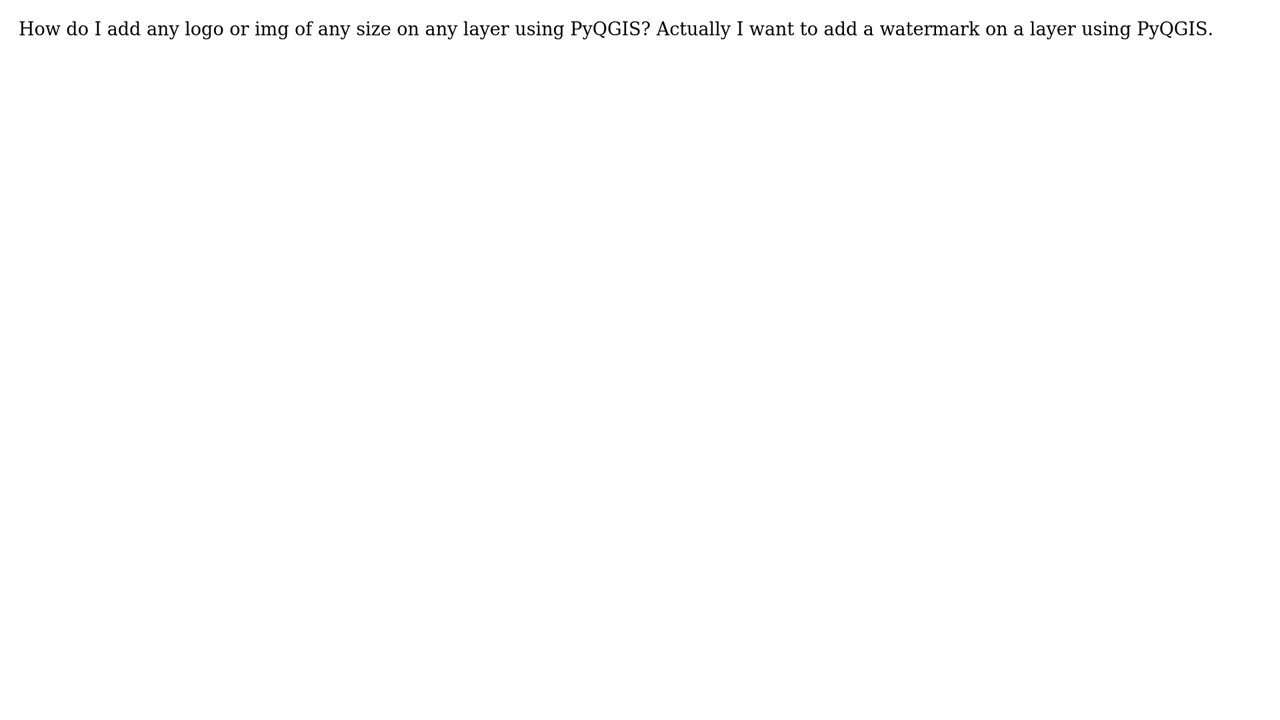 How do I add any logo or img of any size on any layer using PyQGIS? Actually I want to add a watermark on a layer using PyQGIS.